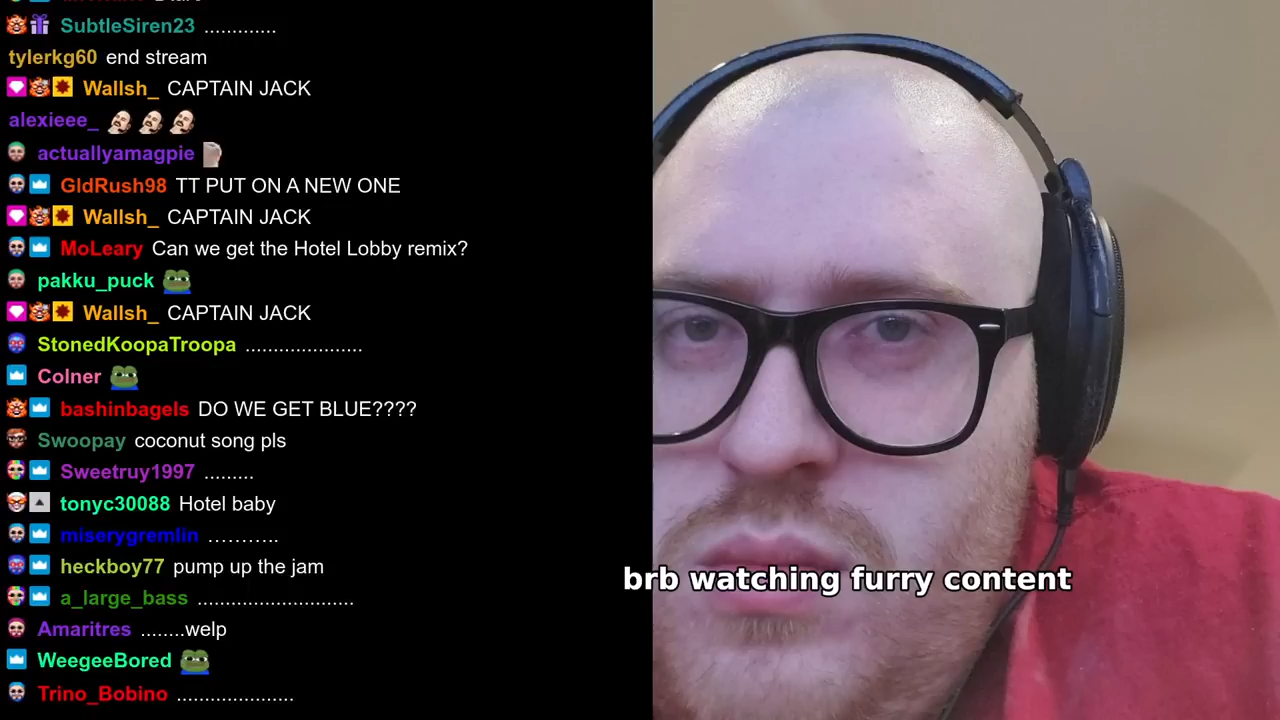 SubtleSiren23 .............
tylerkg60 end stream
Wallsh_ CAPTAIN JACK
alexieee_
actuallyamagpie
GldRush98 TT PUT ON A NEW ONE
Wallsh_ CAPTAIN JACK
MoLeary Can we get the Hotel Lobby remix?
pakku_puck
Wallsh_ CAPTAIN JACK
StonedKoopaTroopa .....................
Colner
bashinbagels DO WE GET BLUE????
Swoopay coconut song pls
Sweetruy1997 .........
tonyc30088 Hotel baby
miserygremlin ………..
heckboy77 pump up the jam
brb watching furry content
a_large_bass ............................
Amaritres ........welp
WeegeeBored
Trino_Bobino .....................